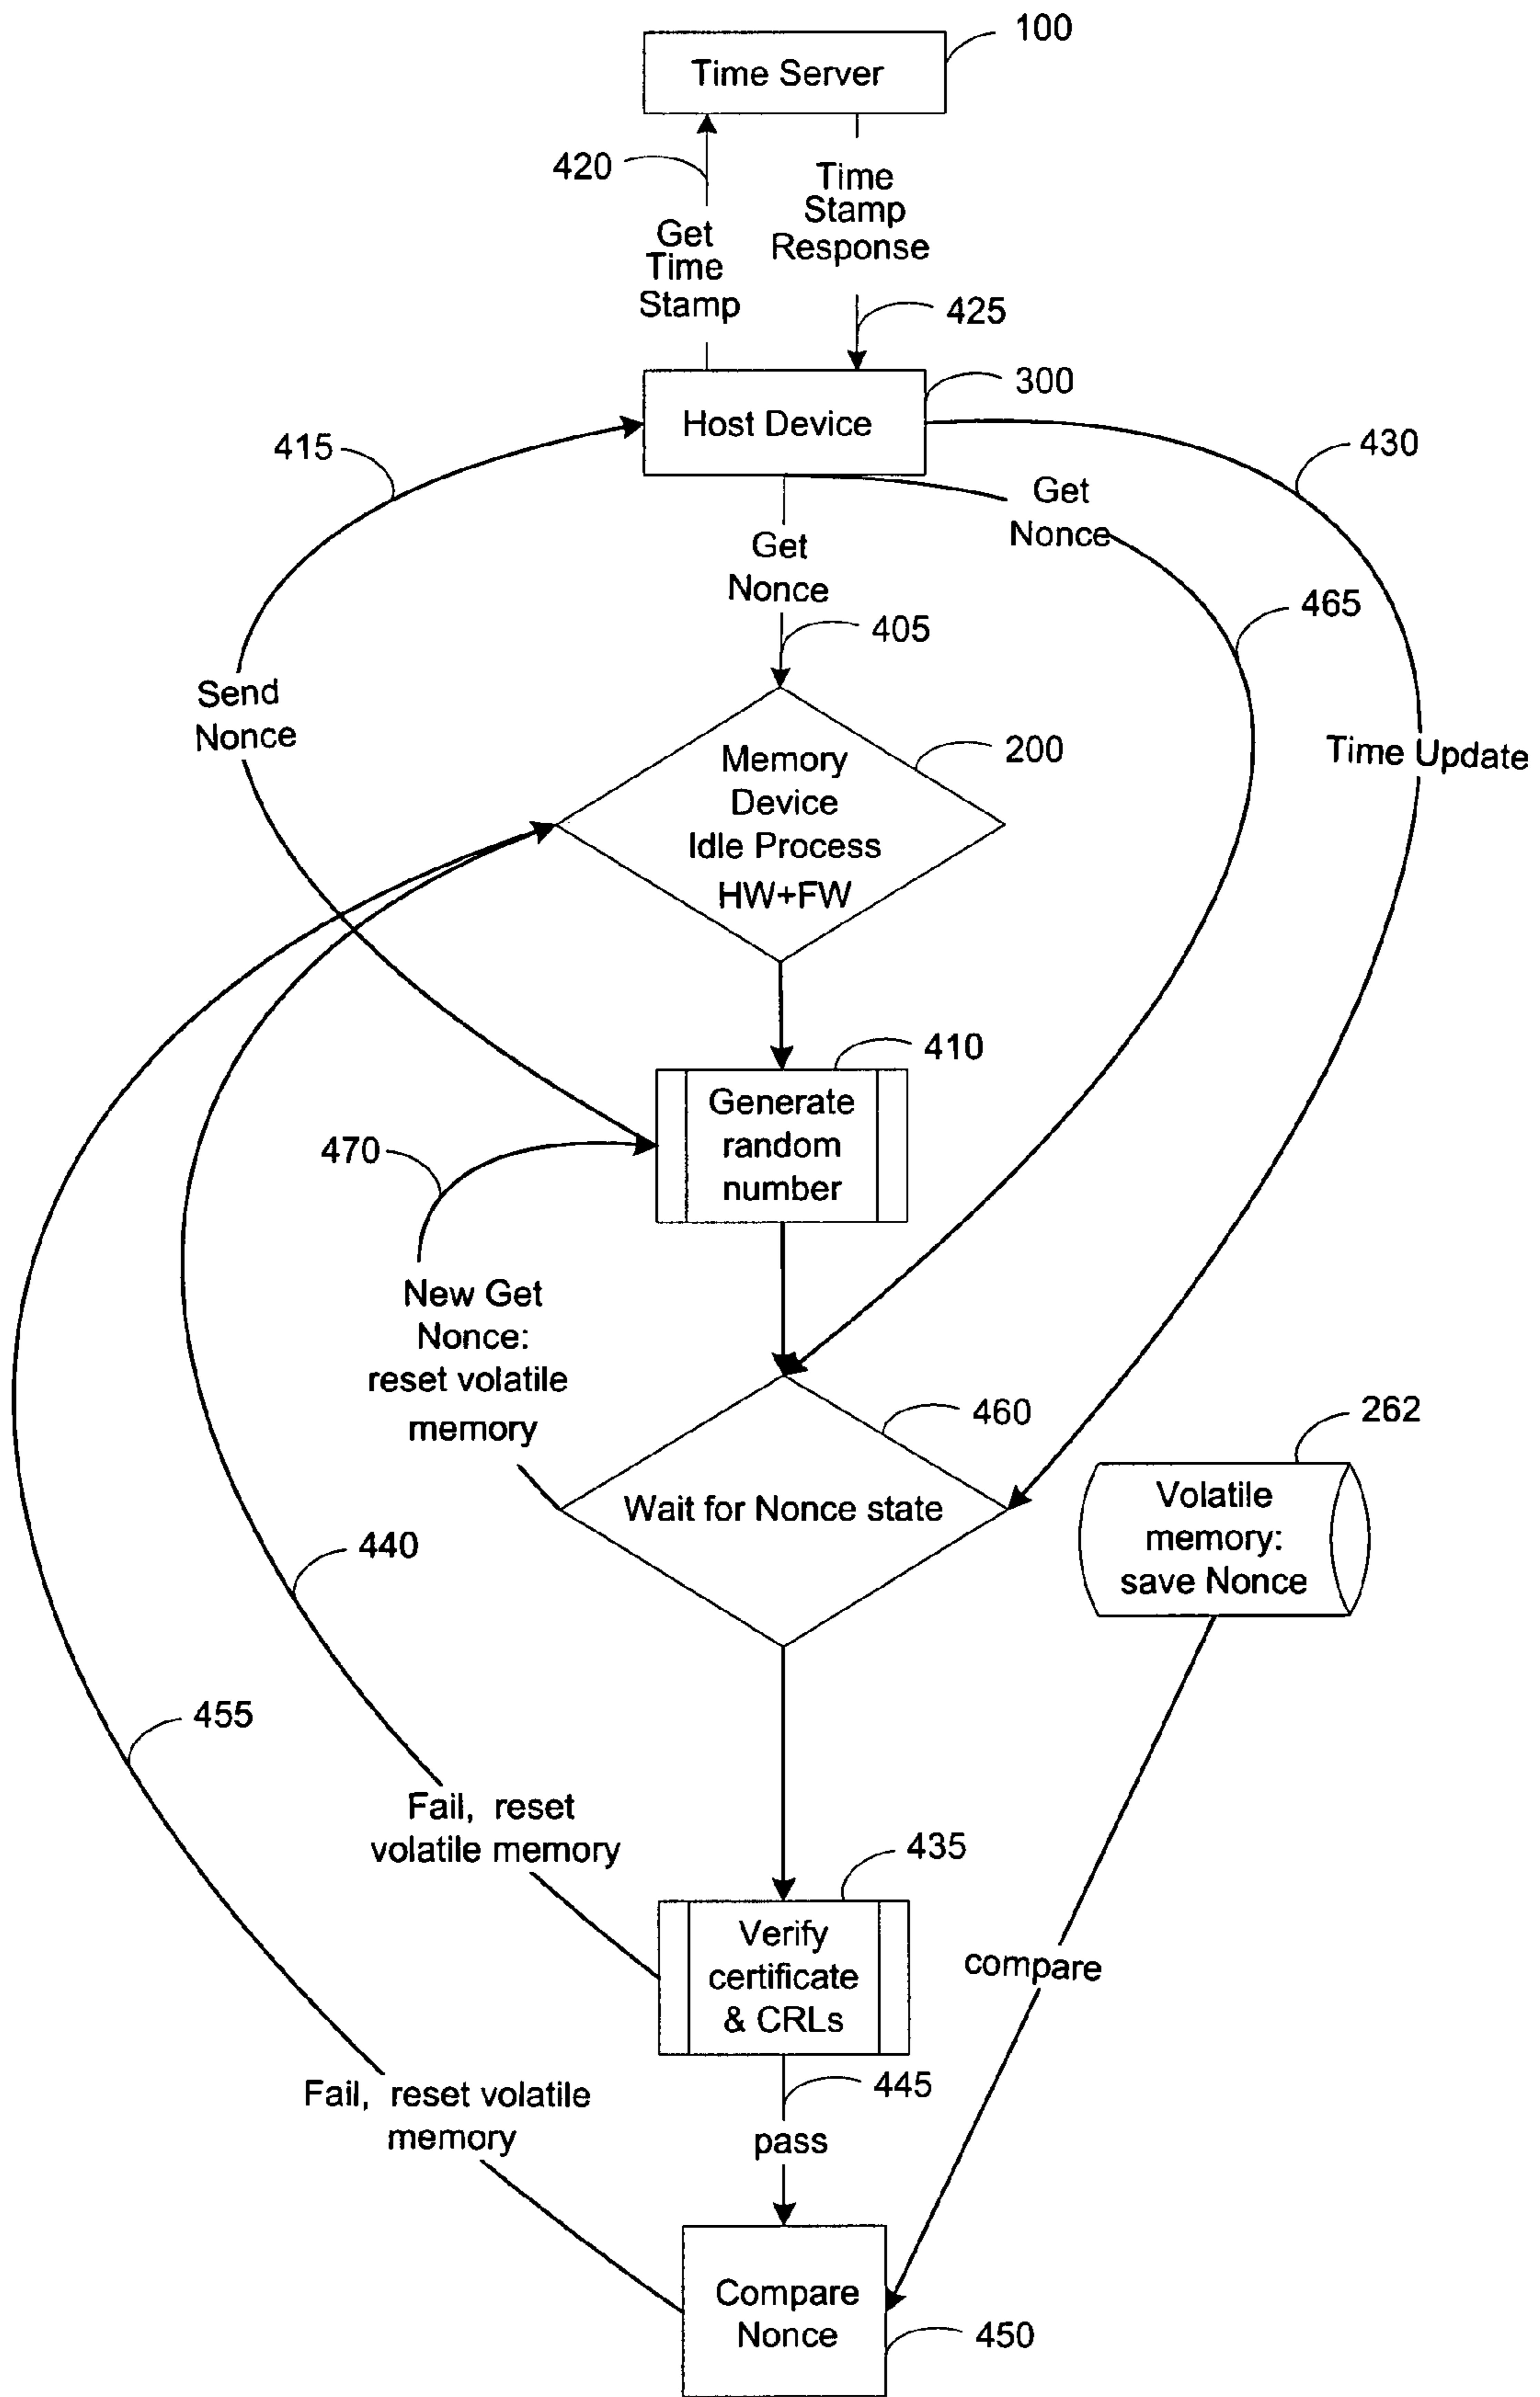 100
Time Server
420
Time
Stamp
Response
Get
Time
Stamp
425
300
Host Device
415
430
Get
Nonce
Get
Nonce
405
465
Send
Nonce
200
Memory
Device
Idle Process
HW+FW
Time Update
410
Generate
random
number
470
New Get
Nonce:
reset volatile
memory
460
262
Wait for Nonce state
Volatile
memory:
save Nonce
440
455
Fail, reset
volatile memory
435
Verify
certificate
& CRLs
compare
445
Fail, reset volatile
memory
pass
Compare
Nonce
450